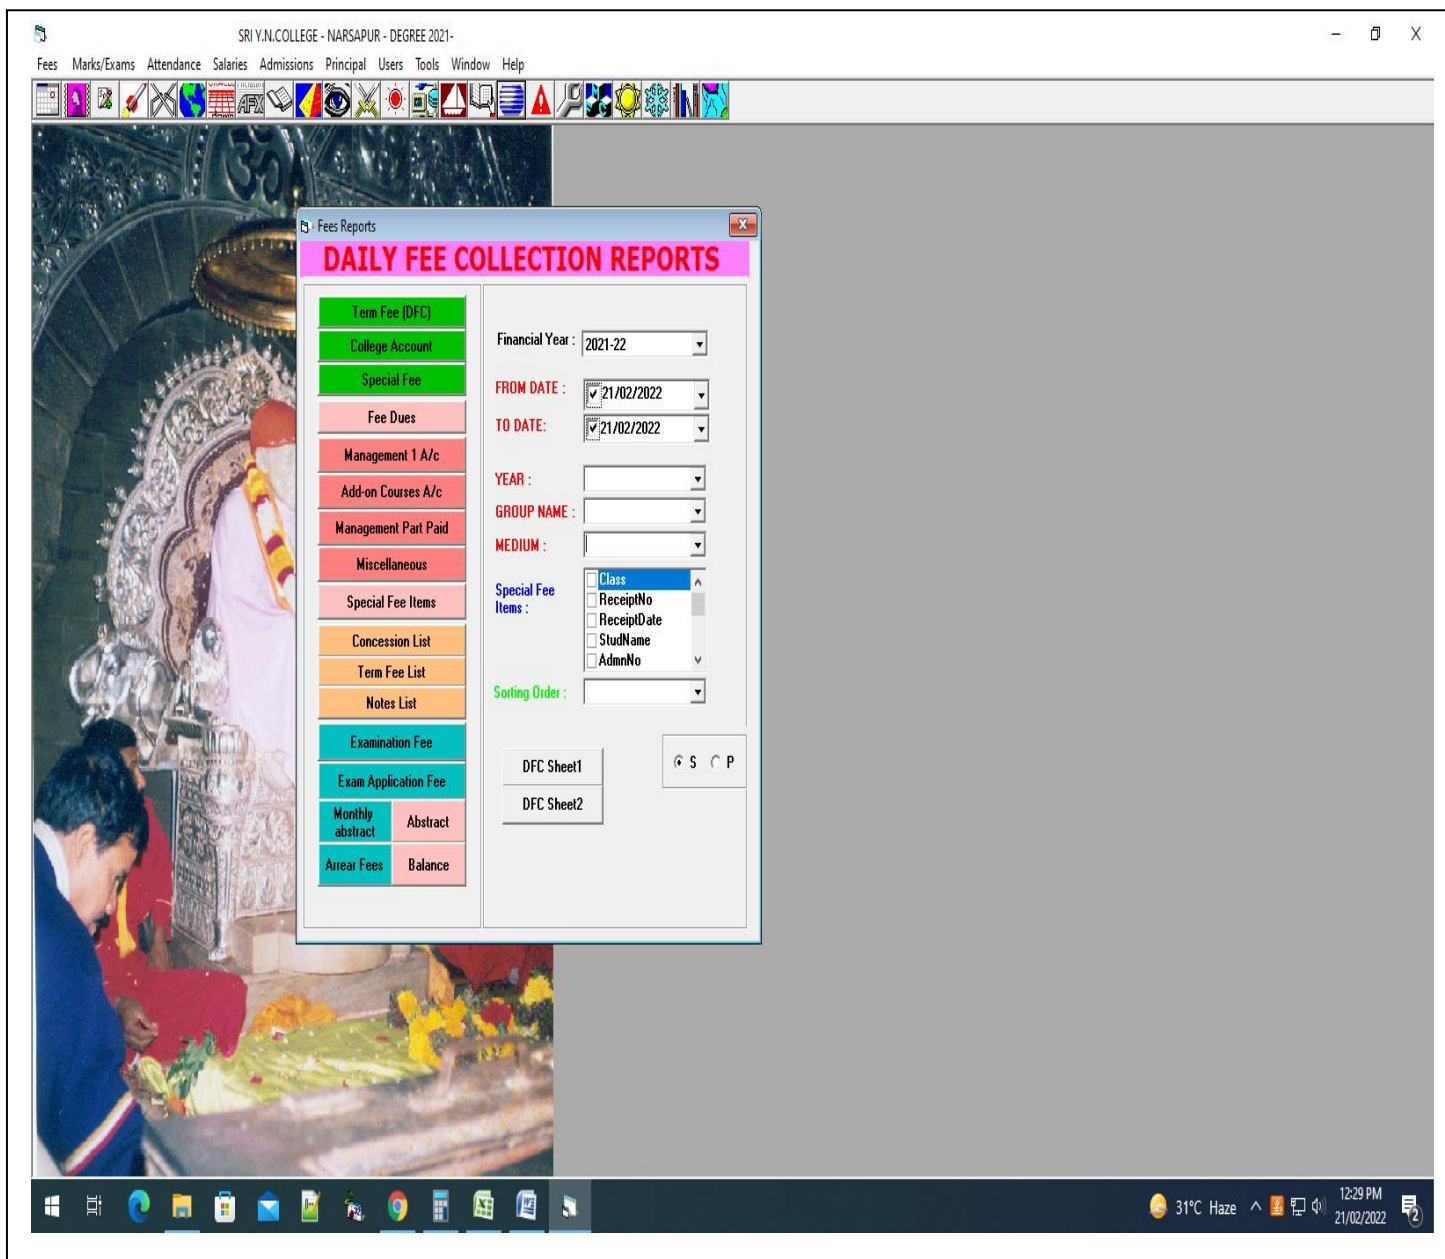 SRI Y.N.COLLEGE - NARSAPUR - DEGREE 2021-
Fees Marks/Exams Attendance Salaries Admissions Principal Users Tools Window Help
AFX
Fees Reports
DAILY FEE COLLECTION REPORTS
Term Fee (DFC)
College Account
Special Fee
Fee Dues
Management 1 A/c
Add-on Courses A/c
Management Part Paid
Miscellaneous
Special Fee Items
Concession List
Term Fee List
Notes List
Examination Fee
Exam Application Fee
Monthly abstract
Abstract
Arrear Fees
Balance
Financial Year : 2021-22
FROM DATE : 21/02/2022
TO DATE: 21/02/2022
YEAR :
GROUP NAME :
MEDIUM :
Special Fee
Items :
Class
ReceiptNo
ReceiptDate
StudName
AdmnNo
Sorting Order :
DFC Sheet1
DFC Sheet2
S P
31°C Haze
12:29 PM
21/02/2022
2